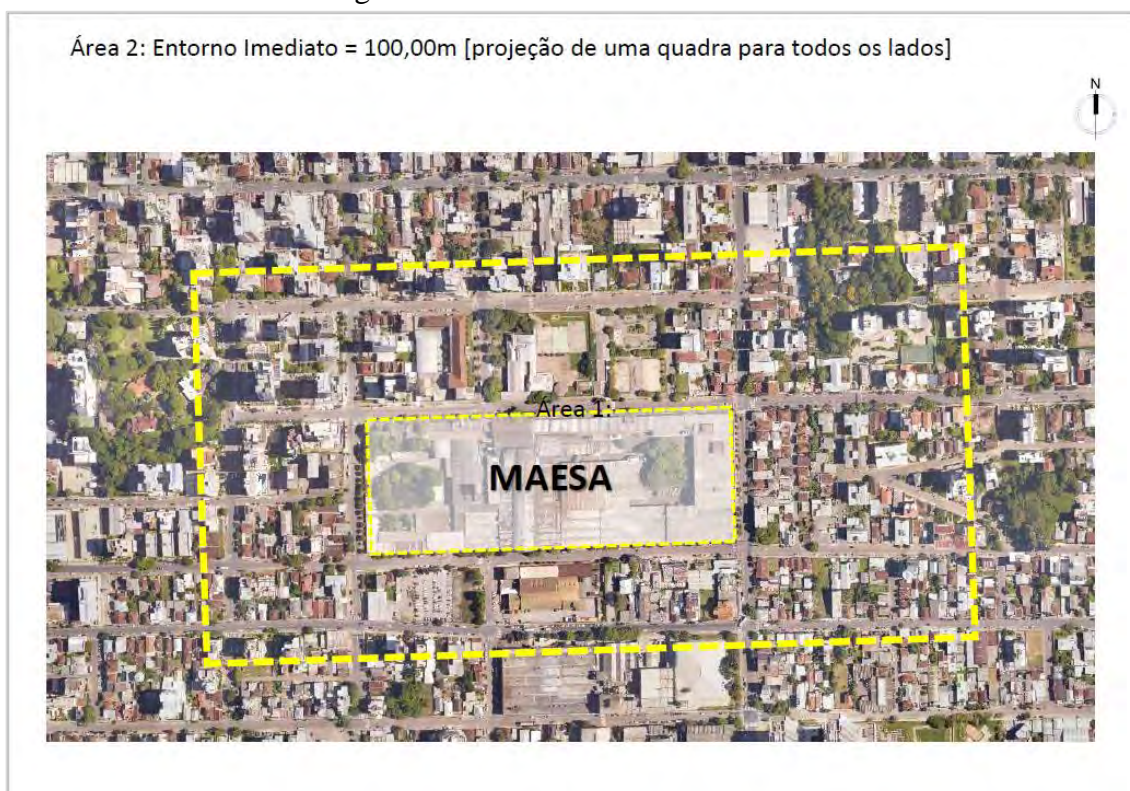 Área 2: Entorno Imediato = 100,00m [projeção de uma quadra para todos os lados]
N
Área 1:
MAESA